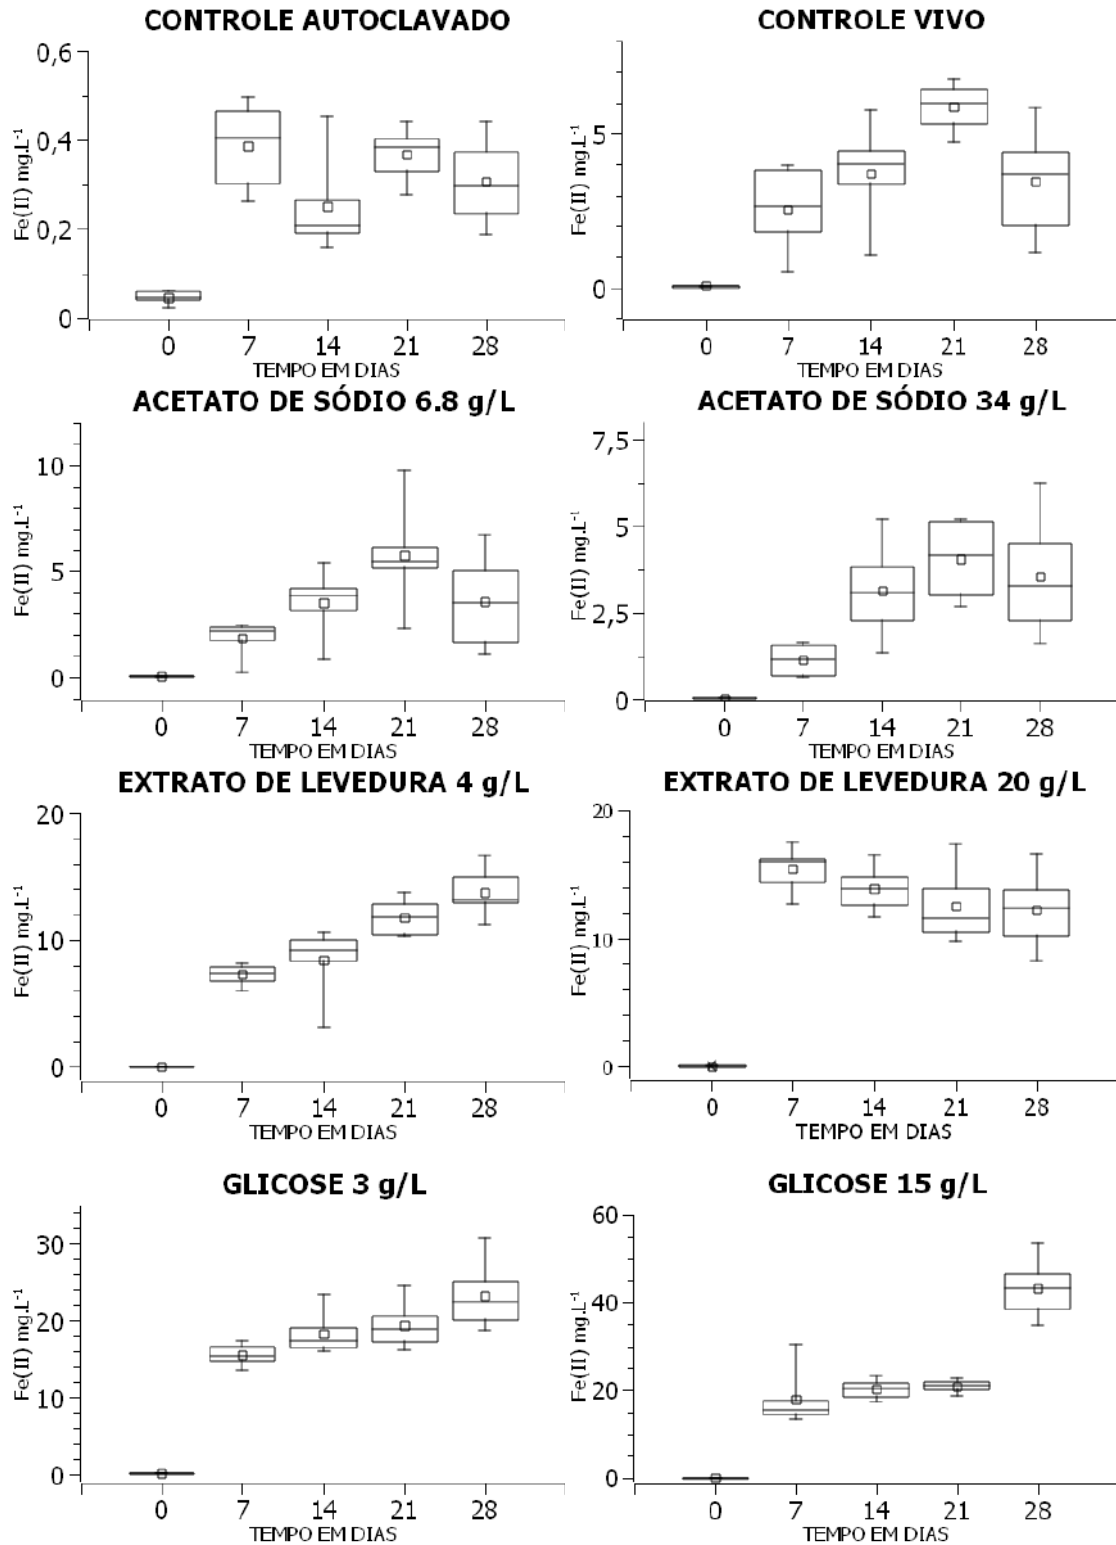 CONTROLE AUTOCLAVADO
0,6
0,4
0,2
0
Fe(II) mg.L⁻¹
0 7 14 21 28
TEMPO EM DIAS
CONTROLE VIVO
5
0
Fe(II) mg.L⁻¹
0 7 14 21 28
TEMPO EM DIAS
ACETATO DE SÓDIO 6.8 g/L
10
5
0
Fe(II) mg.L⁻¹
0 7 14 21 28
TEMPO EM DIAS
ACETATO DE SÓDIO 34 g/L
7,5
5
2,5
0
Fe(II) mg.L⁻¹
0 7 14 21 28
TEMPO EM DIAS
EXTRATO DE LEVEDURA 4 g/L
20
10
0
Fe(II) mg.L⁻¹
0 7 14 21 28
TEMPO EM DIAS
EXTRATO DE LEVEDURA 20 g/L
20
10
0
Fe(II) mg.L⁻¹
0 7 14 21 28
TEMPO EM DIAS
GLICOSE 3 g/L
30
20
10
0
Fe(II) mg.L⁻¹
0 7 14 21 28
TEMPO EM DIAS
GLICOSE 15 g/L
60
40
20
0
Fe(II) mg.L⁻¹
0 7 14 21 28
TEMPO EM DIAS